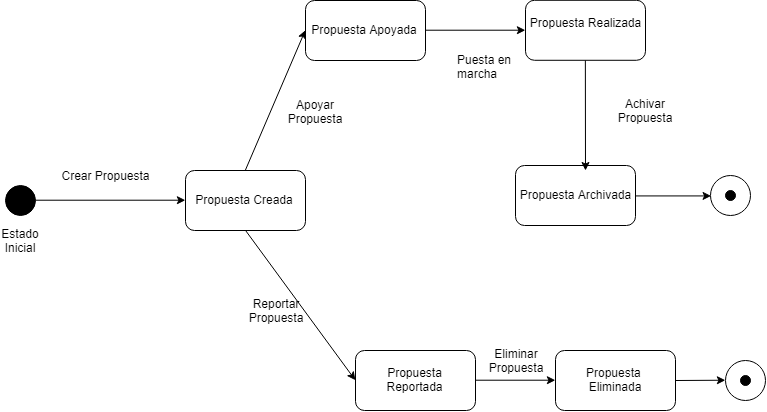 Propuesta Apoyada
Propuesta Realizada
Puesta en
marcha
Apoyar
Propuesta
Achivar
Propuesta
Crear Propuesta
Propuesta Creada
Propuesta Archivada
Estado
Inicial
Reportar
Propuesta
Eliminar
Propuesta
Propuesta
Reportada
Propuesta
Eliminada